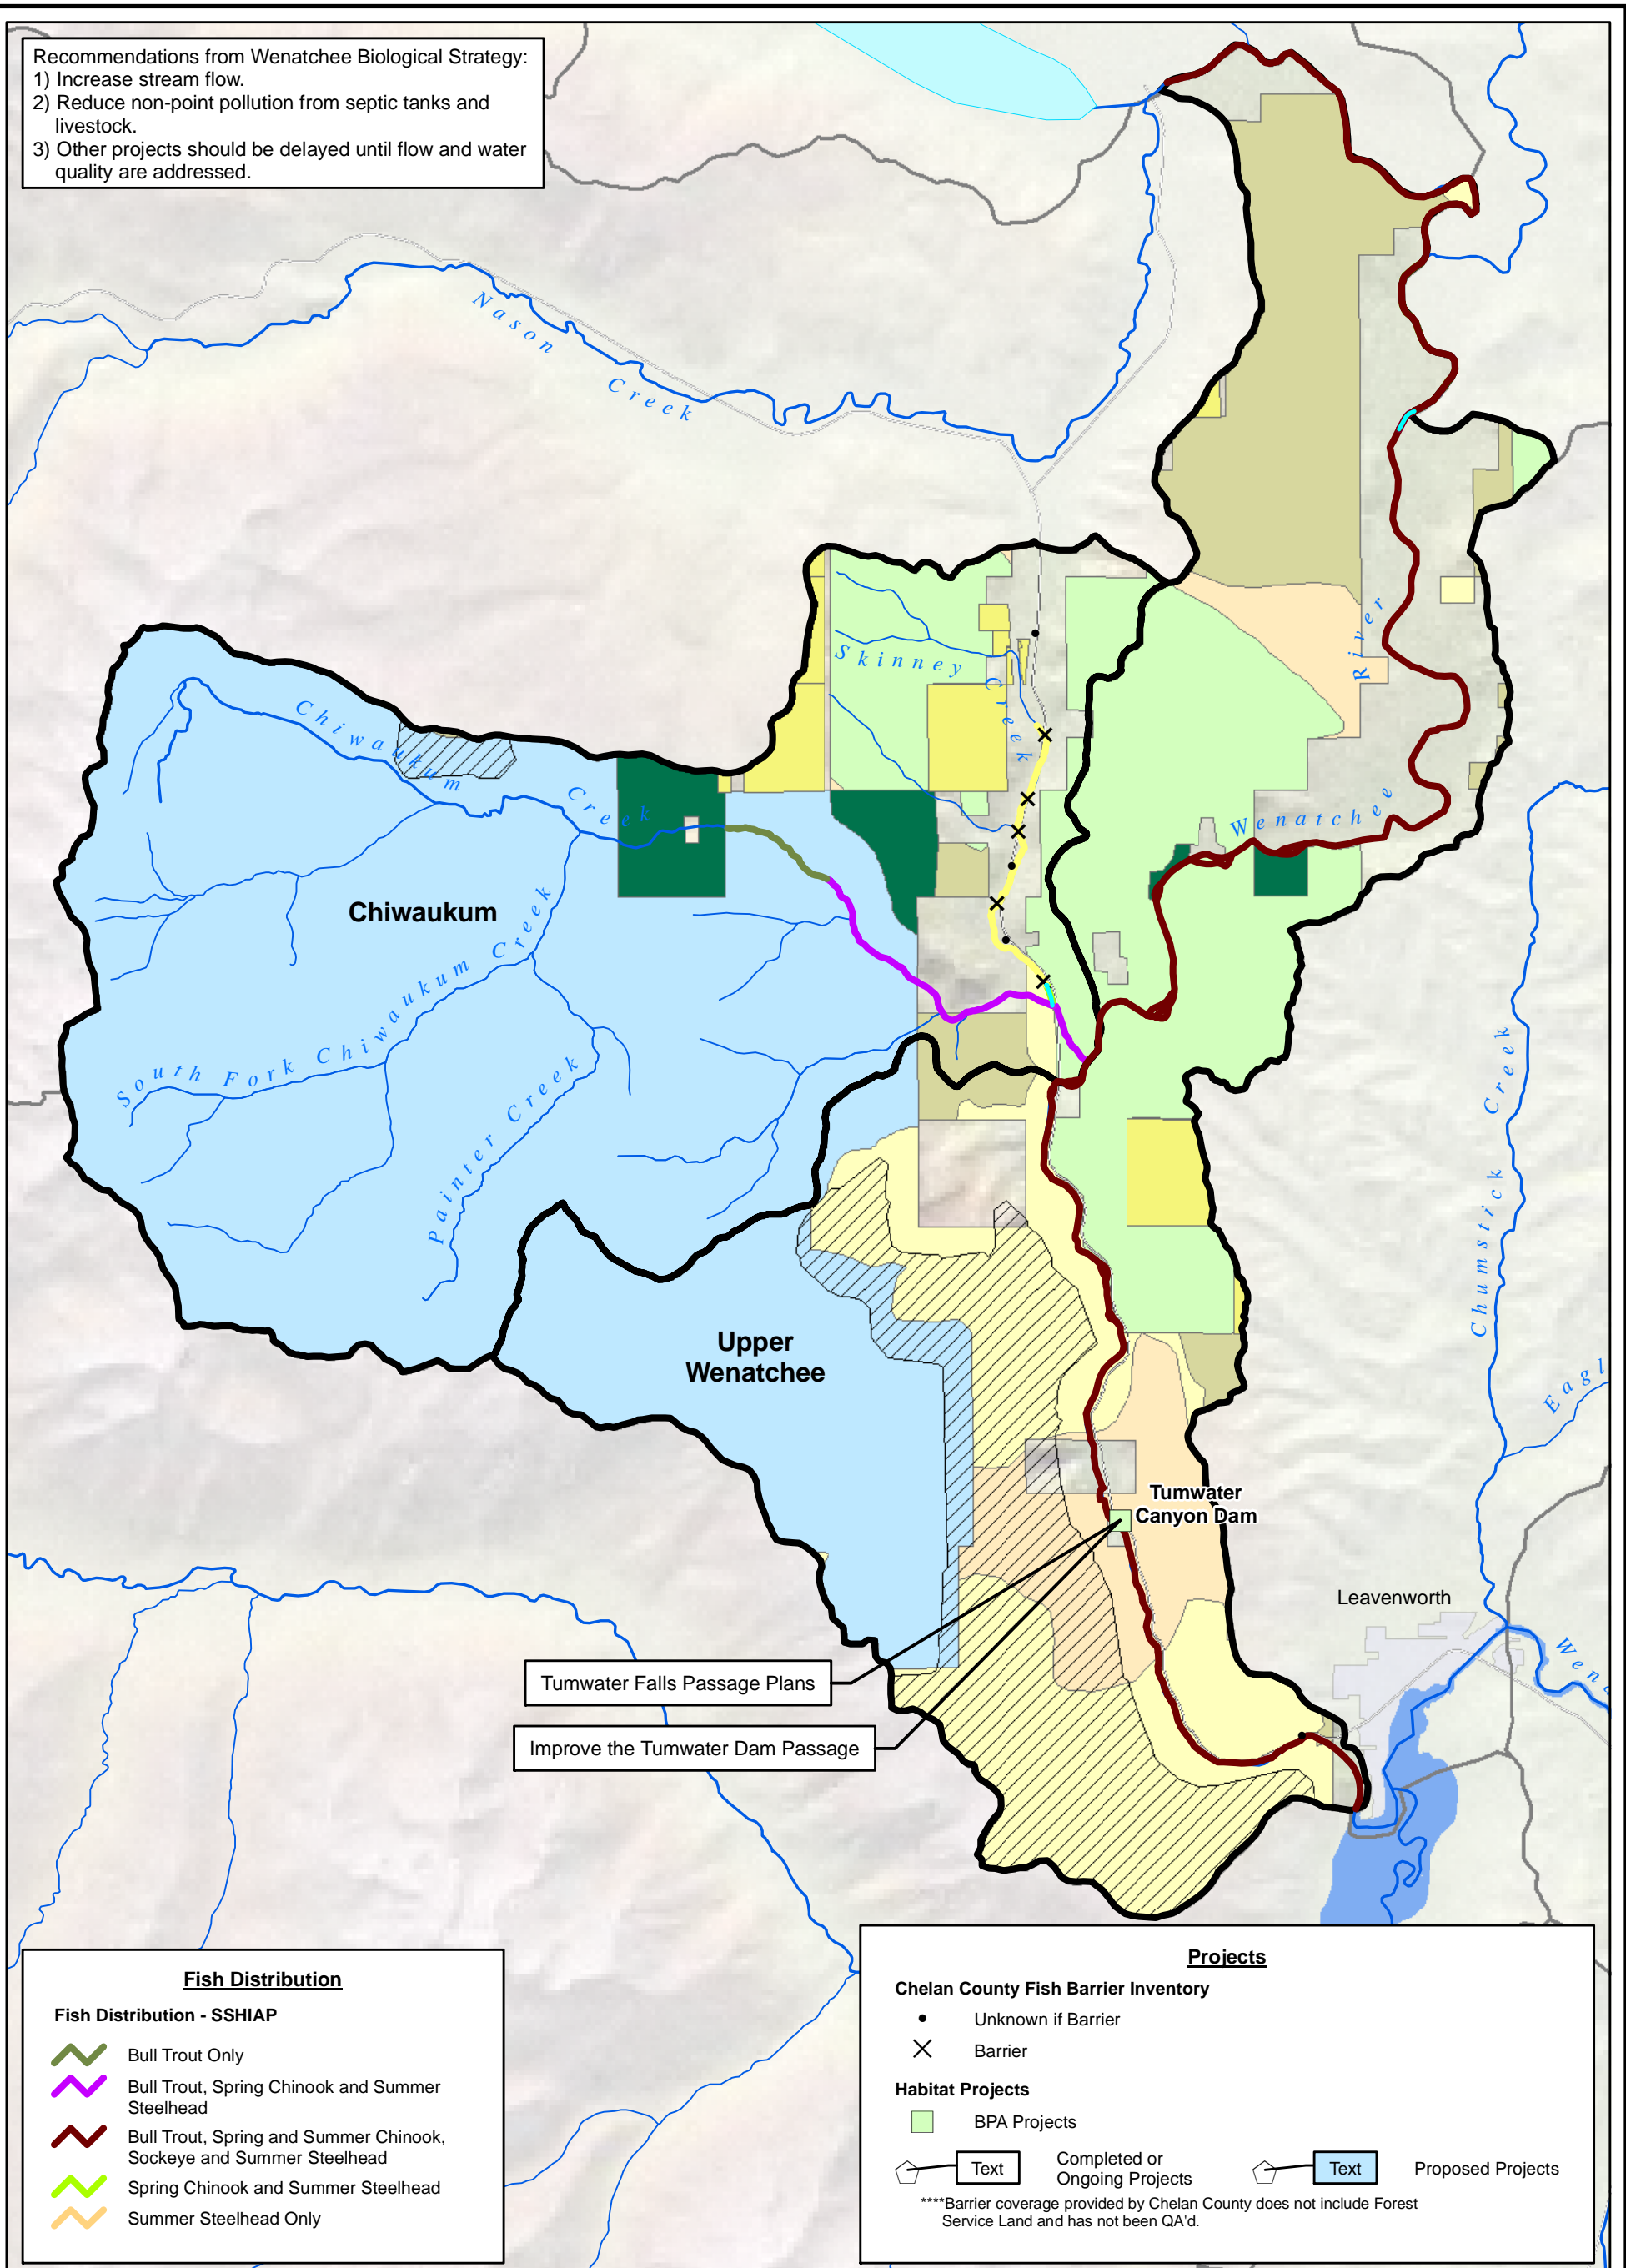 Recommendations from Wenatchee Biological Strategy:
1) Increase stream flow.
2) Reduce non-point pollution from septic tanks and
livestock.
3) Other projects should be delayed until flow and water
quality are addressed.
Nason
Creek
Skinney
Creek
River
Chiwaukum
Creek
Wenatchee
Chiwaukum
South Fork Chiwaukum Creek
Painter Creek
Chumstick Creek
Upper
Wenatchee
Eagl
Tumwater
Canyon Dam
Leavenworth
Wena
Tumwater Falls Passage Plans
Improve the Tumwater Dam Passage
Fish Distribution
Fish Distribution - SSHIAP
Bull Trout Only
Bull Trout, Spring Chinook and Summer
Steelhead
Bull Trout, Spring and Summer Chinook,
Sockeye and Summer Steelhead
Spring Chinook and Summer Steelhead
Summer Steelhead Only
Projects
Chelan County Fish Barrier Inventory
Unknown if Barrier
Barrier
Habitat Projects
BPA Projects
Text
Completed or
Ongoing Projects
Text
Proposed Projects
****Barrier coverage provided by Chelan County does not include Forest
Service Land and has not been QA'd.